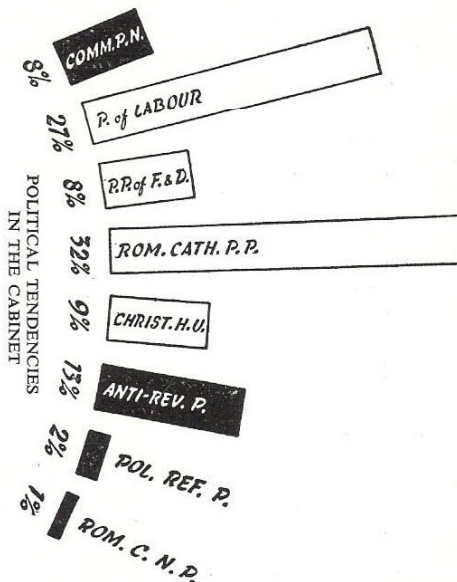 COMM.P.N.
8%
P. of LABOUR
27%
P.P. of F. & D.
8%
ROM. CATH. P. P.
32%
CHRIST. H.U.
9%
ANTI-REV. P.
13%
POL. REF. P.
2%
ROM. C. N. P.
1%
POLITICAL TENDENCIES
IN THE CABINET